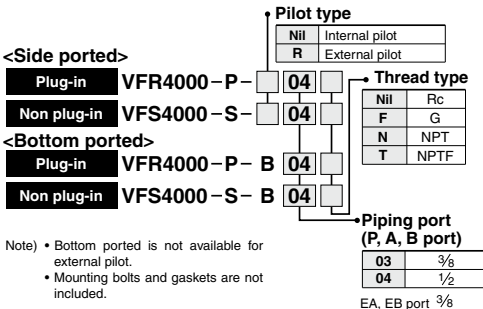 Pilot type
Nil Internal pilot
R External pilot
<Side ported>
Plug-in VFR4000-P- 04
Non plug-in VFS4000-S- 04
<Bottom ported>
Plug-in VFR4000-P- B 04
Non plug-in VFS4000-S- B 04
Thread type
Nil Rc
F G
N NPT
T NPTF
Piping port
(P, A, B port)
03 3/8
04 1/2
EA, EB port 3/8
Note) • Bottom ported is not available for
external pilot.
• Mounting bolts and gaskets are not
included.